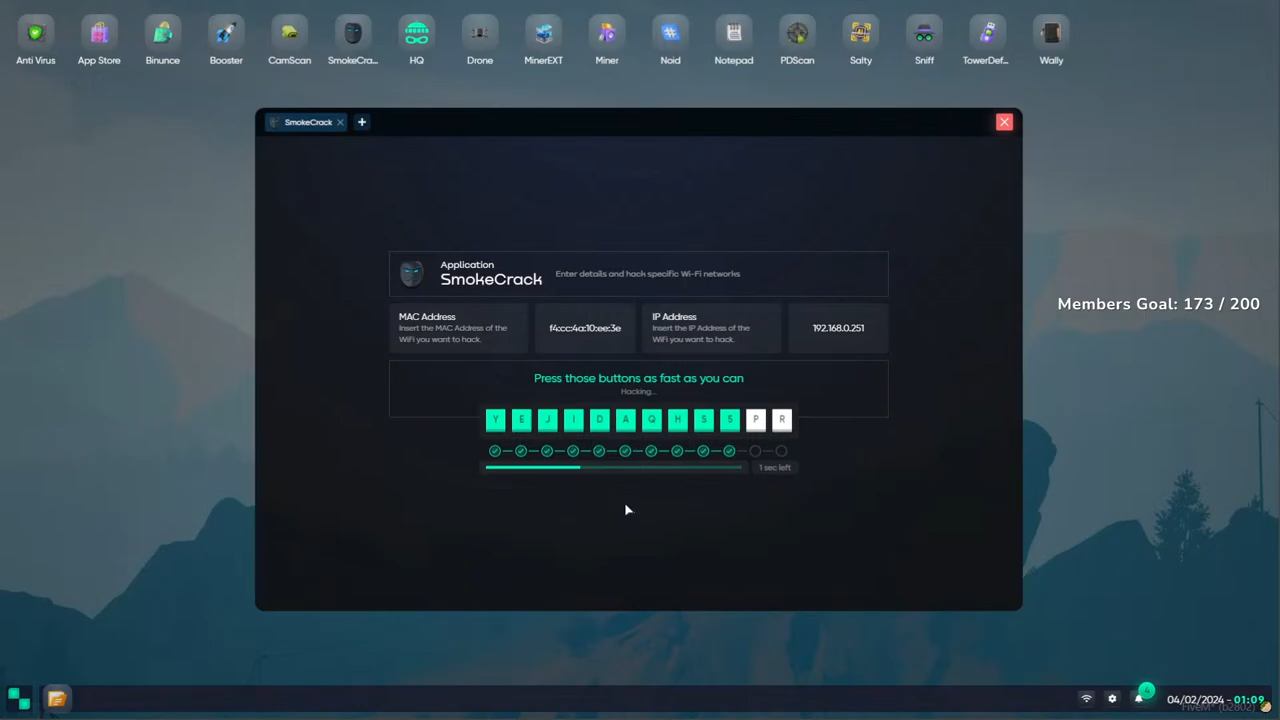 Anti Virus
App Store
Binunce
Booster
CamScan
SmokeCra...
HQ
Drone
MinerEXT
Miner
Noid
Notepad
PDScan
Salty
Sniff
TowerDef...
Wally
SmokeCrack
Application
SmokeCrack
Enter details and hack specific Wi-Fi networks
MAC Address
Insert the MAC Address of the
WiFi you want to hack.
f4:cc:4a:10:ee:3e
IP Address
Insert the IP Address of the
WiFi you want to hack.
192.168.0.251
Press those buttons as fast as you can
Hacking...
Y E J I D A Q H S S P R
1 sec left
Members Goal: 173 / 200
04/02/2024 - 01:09
FiveM® (b2802)